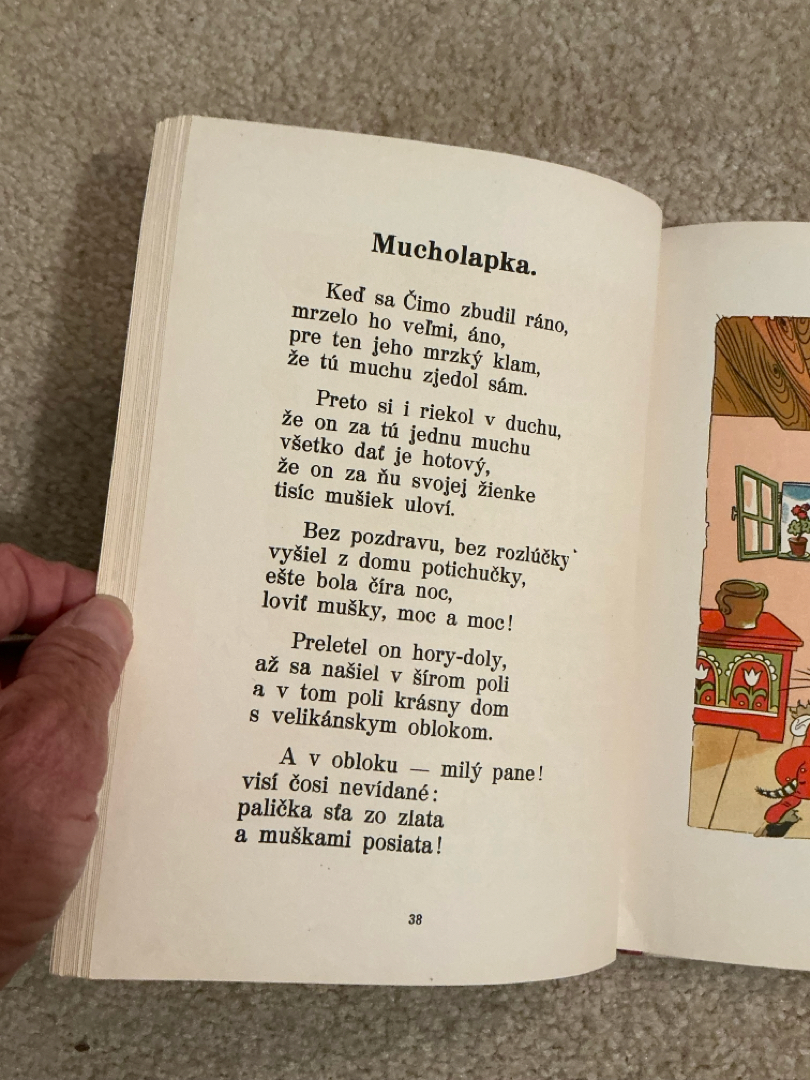 Mucholapka.
Keď sa Čimo zbudil ráno,
mrzelo ho veľmi, áno,
pre ten jeho mrzký klam,
že tú muchu zjedol sám.
Preto si i riekol v duchu,
že on za tú jednu muchu
všetko dať je hotový,
že on za ňu svojej žienke
tisíc mušiek uloví.
Bez pozdravu, bez rozlúčky
vyšiel z domu potichučky,
ešte bola číra noc,
loviť mušky, moc a moc!
Preletel on hory-doly,
až sa našiel v šírom poli
a v tom poli krásny dom
s velikánskym oblokom.
A v obloku — milý pane!
visí čosi nevídané:
palička sťa zo zlata
a muškami posiata!
38